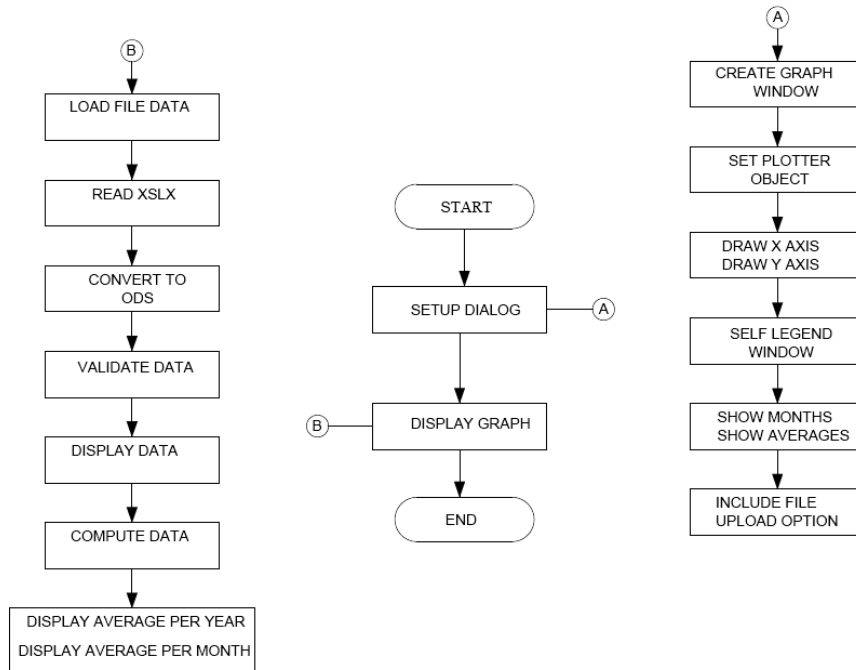 B
LOAD FILE DATA
READ XSLX
CONVERT TO
ODS
VALIDATE DATA
DISPLAY DATA
COMPUTE DATA
DISPLAY AVERAGE PER YEAR
DISPLAY AVERAGE PER MONTH
START
SETUP DIALOG
A
B
DISPLAY GRAPH
END
A
CREATE GRAPH
WINDOW
SET PLOTTER
OBJECT
DRAW X AXIS
DRAW Y AXIS
SELF LEGEND
WINDOW
SHOW MONTHS
SHOW AVERAGES
INCLUDE FILE
UPLOAD OPTION